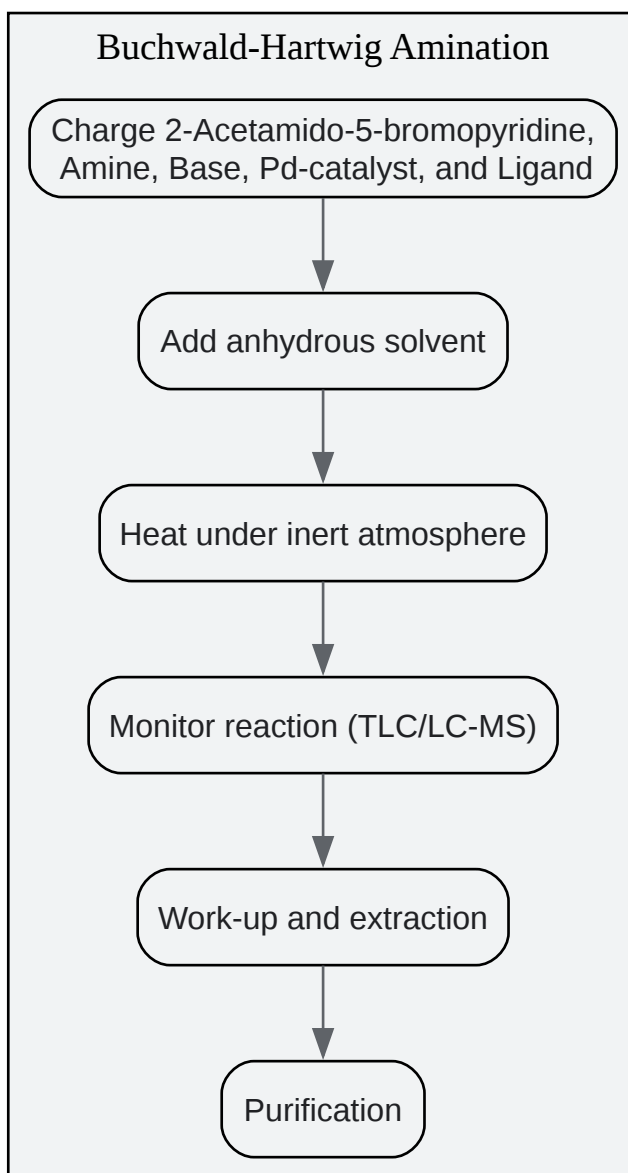 Buchwald-Hartwig Amination
Charge 2-Acetamido-5-bromopyridine,
Amine, Base, Pd-catalyst, and Ligand
Add anhydrous solvent
Heat under inert atmosphere
Monitor reaction (TLC/LC-MS)
Work-up and extraction
Purification